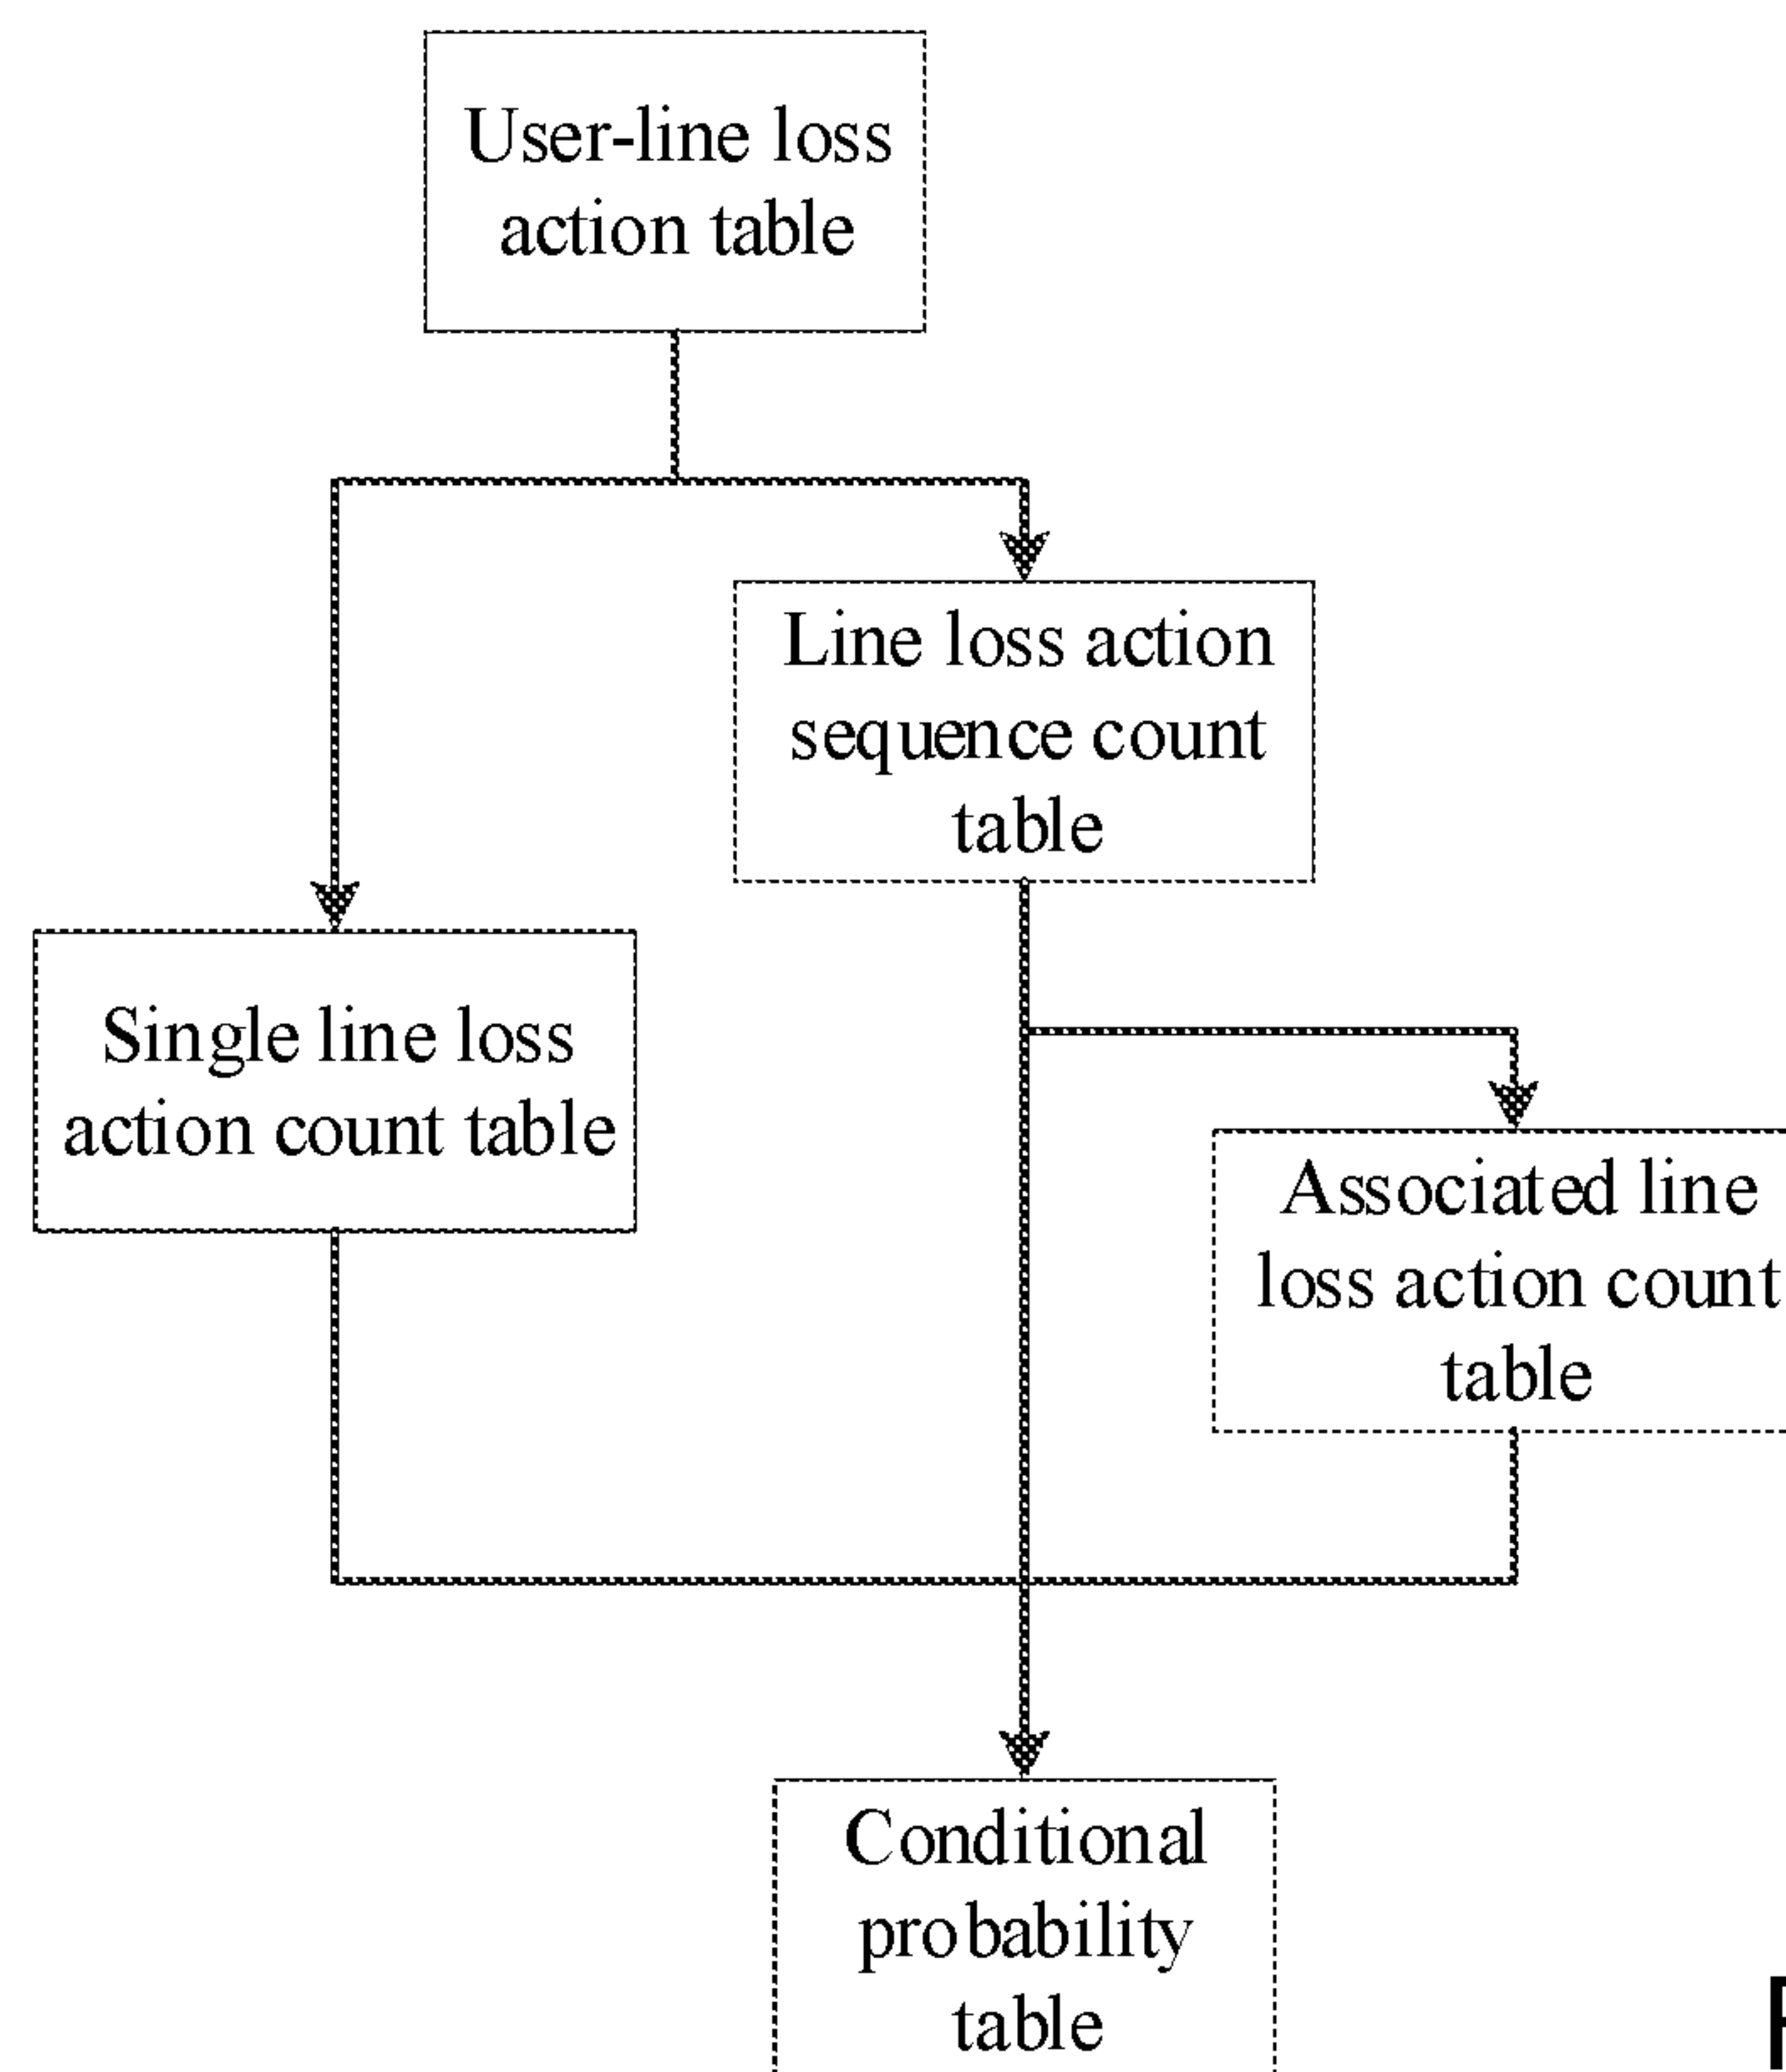 User-line loss
action table
Line loss action
sequence count
table
Single line loss
action count table
Associated line
loss action count
table
Conditional
probability
table